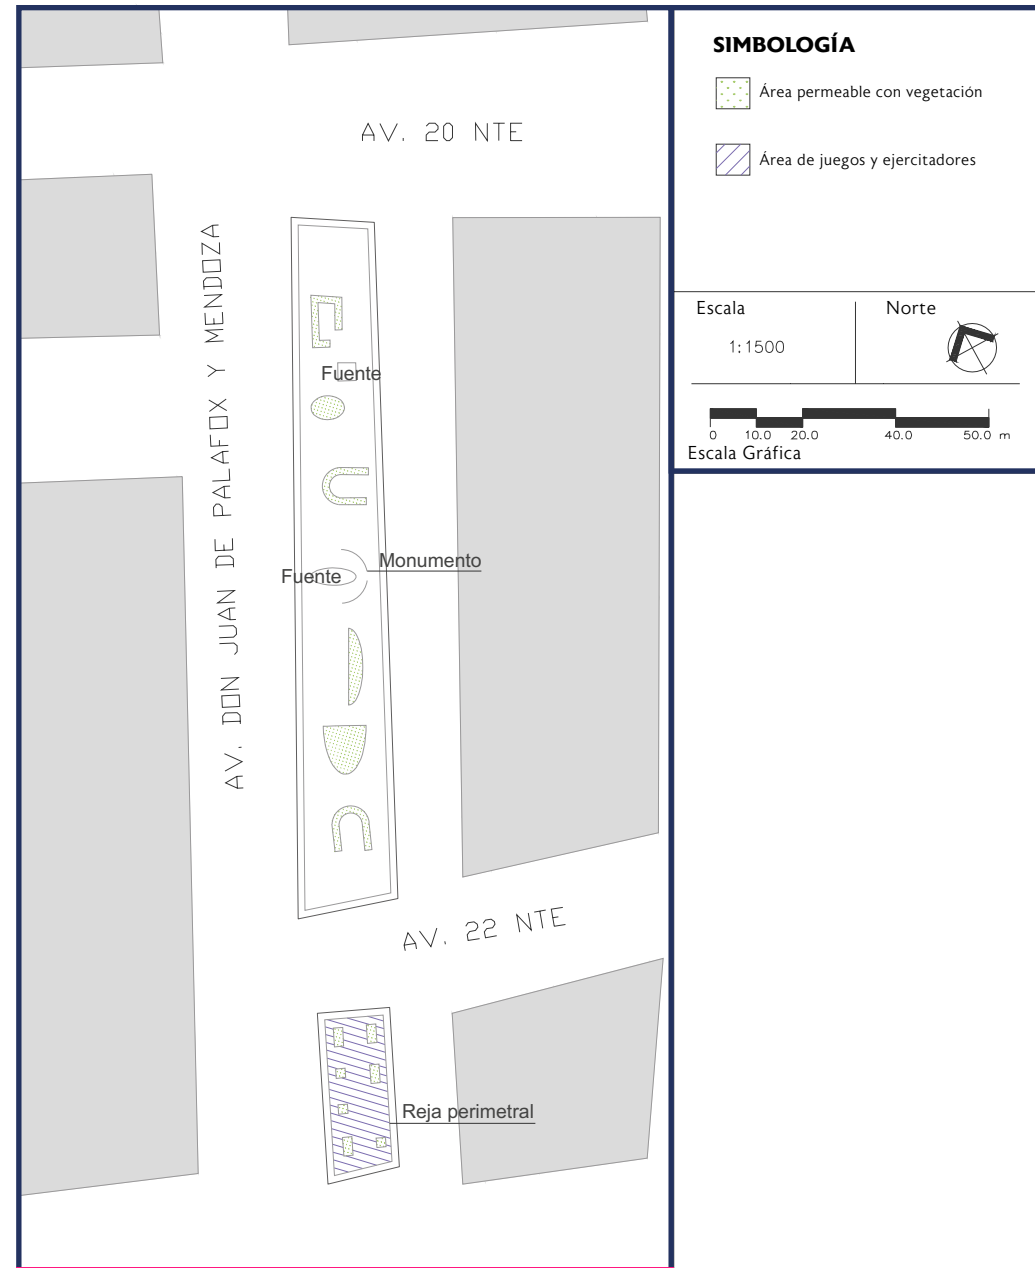 AV. 20 NTE
AV. DON JUAN DE PALAFOX Y MENDOZA
Fuente
Monumento
Fuente
AV. 22 NTE
Reja perimetral
SIMBOLOGÍA
Área permeable con vegetación
Área de juegos y ejercitadores
Escala
1:1500
Norte
0 10.0 20.0 40.0 50.0 m
Escala Gráfica